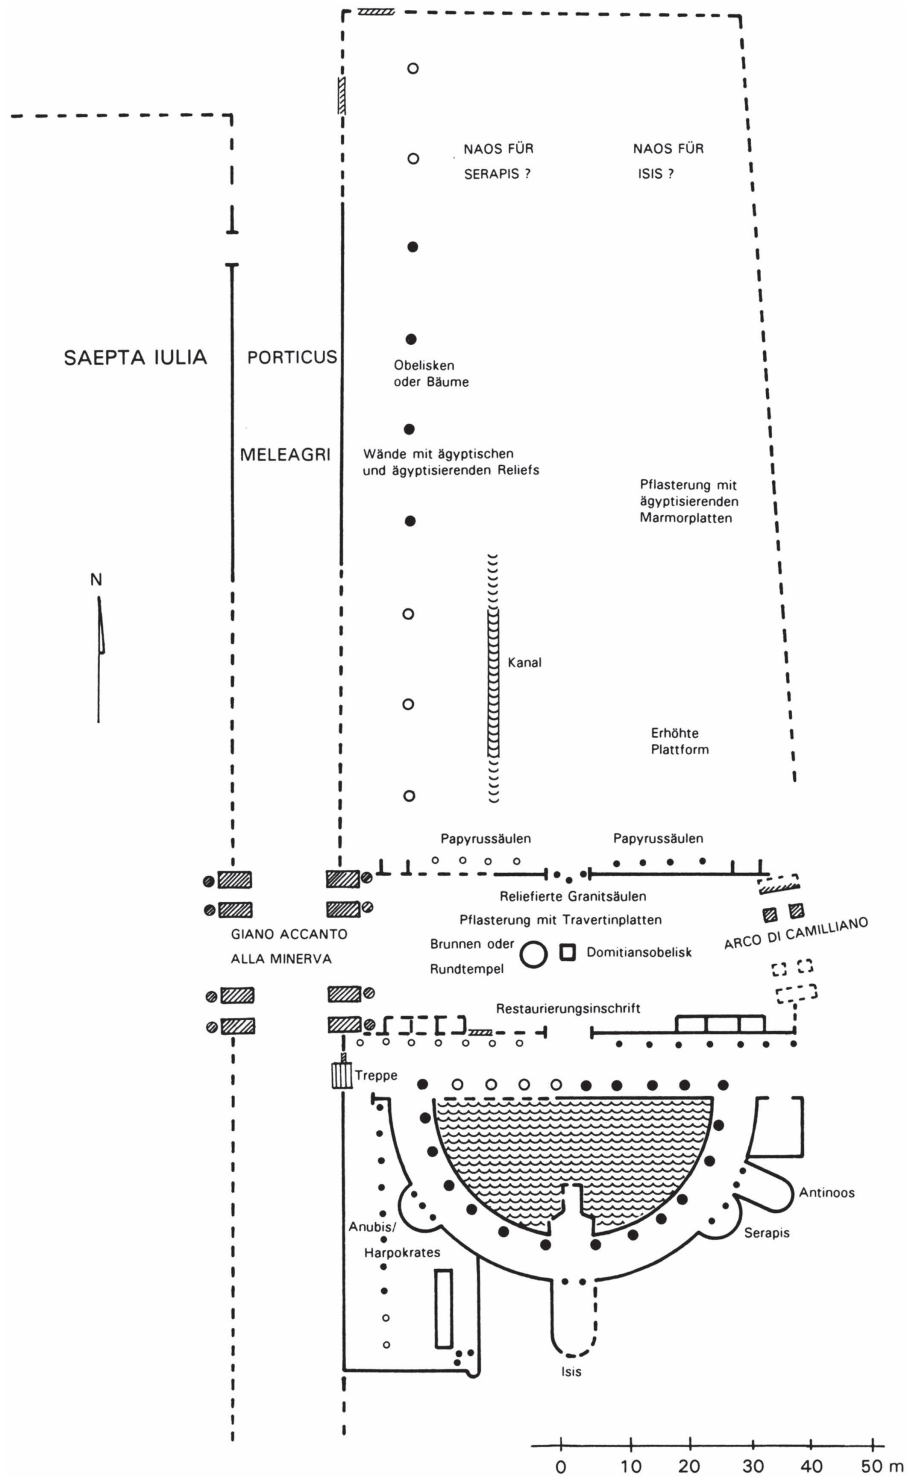 NAOS FÜR
SERAPIS ?
NAOS FÜR
ISIS ?
SAEPTA IULIA
PORTICUS
MELEAGRI
Obelisken
oder Bäume
Wände mit ägyptischen
und ägyptisierenden Reliefs
Pflasterung mit
ägyptisierenden
Marmorplatten
N
Kanal
Erhöhte
Plattform
Papyrussäulen
Papyrussäulen
Reliefierte Granitsäulen
Pflasterung mit Travertinplatten
GIANO ACCANTO
ALLA MINERVA
Brunnen oder
Rundtempel
Domitiansobelisk
ARCO DI CAMILLIANO
Restaurierungsinschrift
Treppe
Antinoos
Serapis
Anubis/
Harpokrates
Isis
0 10 20 30 40 50 m